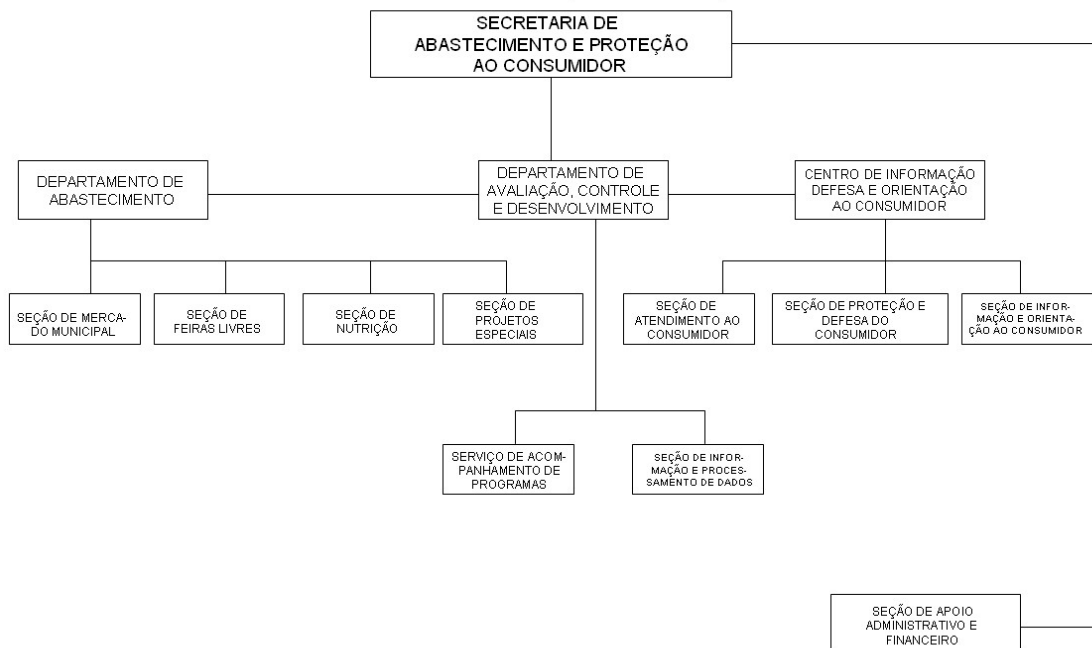 SECRETARIA DE
ABASTECIMENTO E PROTEÇÃO
AO CONSUMIDOR
DEPARTAMENTO DE
ABASTECIMENTO
DEPARTAMENTO DE
AVALIAÇÃO, CONTROLE
E DESENVOLVIMENTO
CENTRO DE INFORMAÇÃO
DEFESA E ORIENTAÇÃO
AO CONSUMIDOR
SEÇÃO DE MERCA-
DO MUNICIPAL
SEÇÃO DE
FEIRAS LIVRES
SEÇÃO DE
NUTRIÇÃO
SEÇÃO DE
PROJETOS
ESPECIAIS
SEÇÃO DE
ATENDIMENTO AO
CONSUMIDOR
SEÇÃO DE PROTEÇÃO E
DEFESA DO
CONSUMIDOR
SEÇÃO DE INFOR-
MAÇÃO E ORIENTA-
ÇÃO AO CONSUMIDOR
SERVIÇO DE ACOM-
PANHAMENTO DE
PROGRAMAS
SEÇÃO DE INFOR-
MAÇÃO E PROCES-
SAMENTO DE DADOS
SEÇÃO DE APOIO
ADMINISTRATIVO E
FINANCEIRO